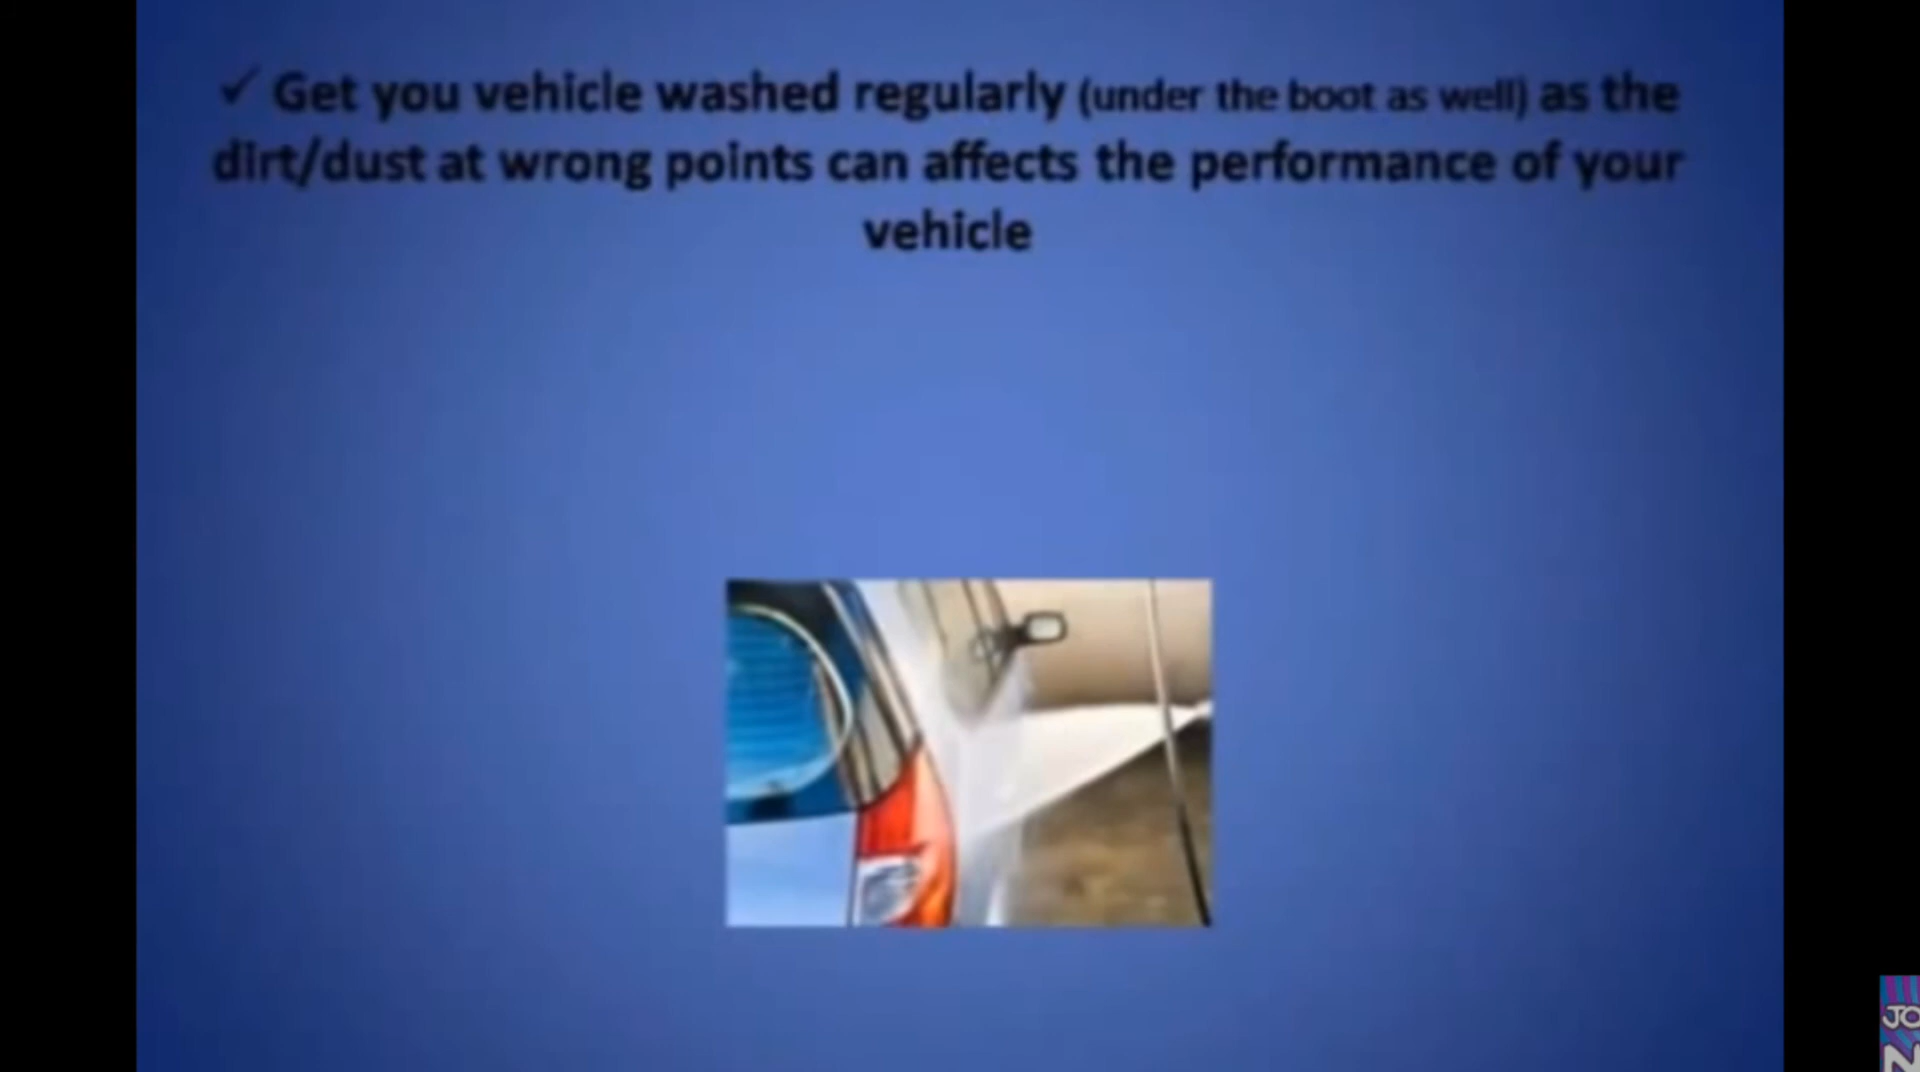 ✓ Get you vehicle washed regularly (under the boot as well) as the
dirt/dust at wrong points can affects the performance of your
vehicle
JO